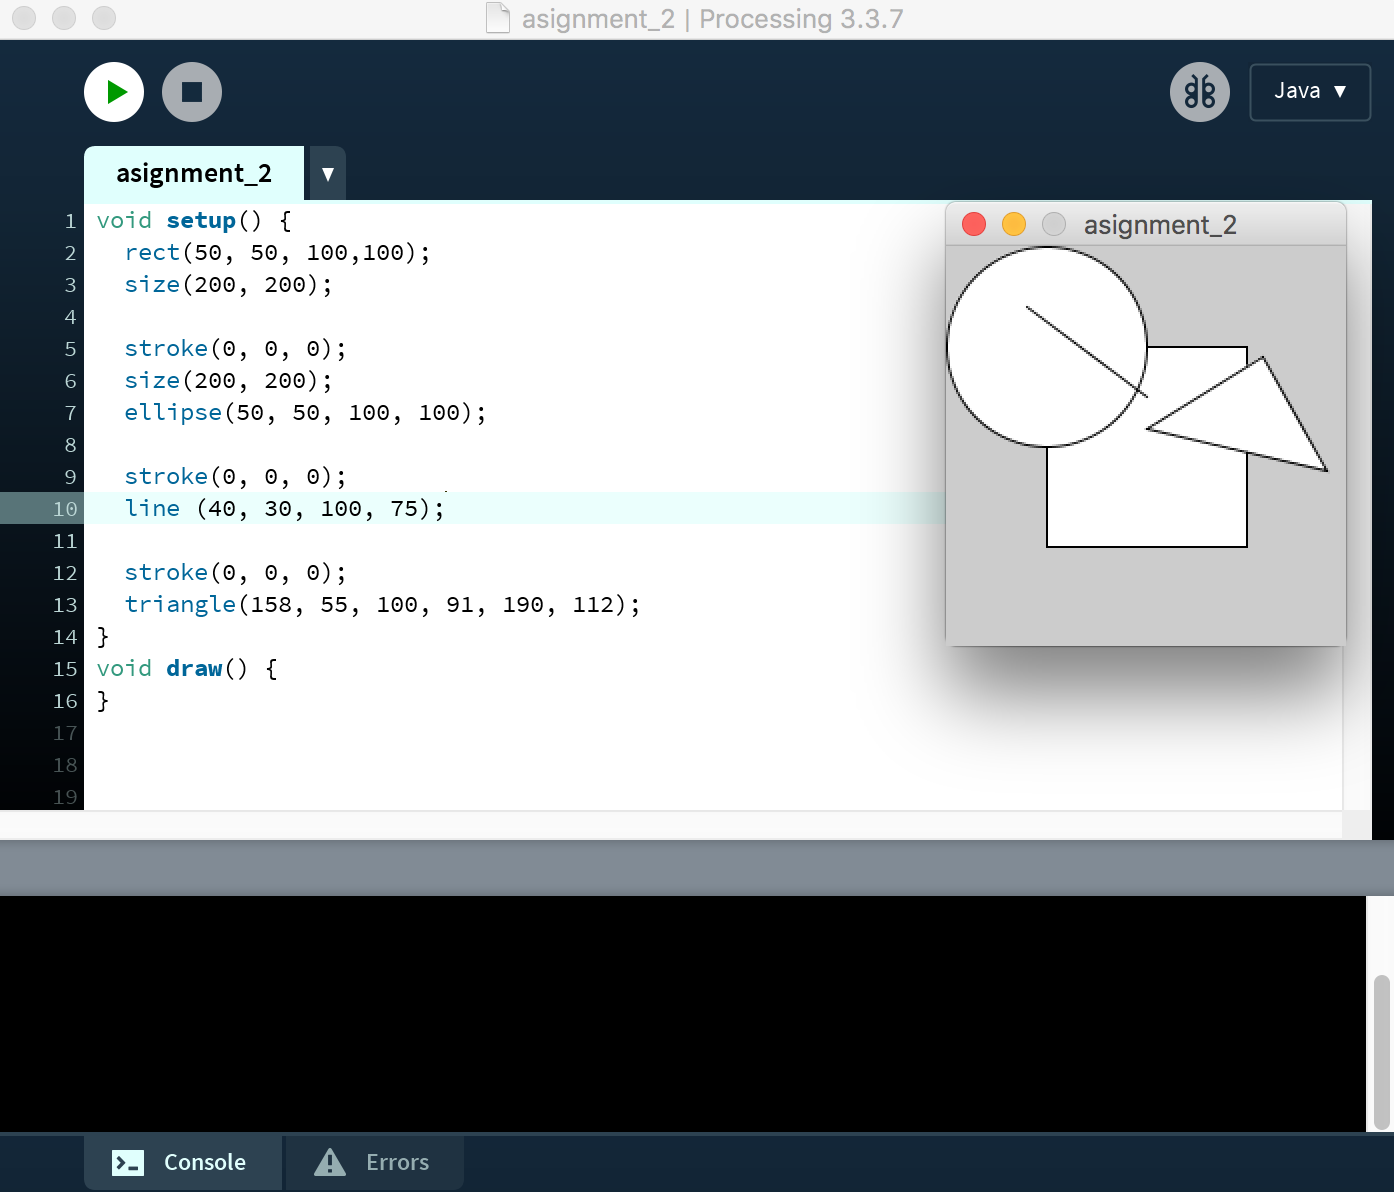 asignment_2 | Processing 3.3.7
Java ▼
asignment_2 ▼
1 void setup() {
2 rect(50, 50, 100,100);
3 size(200, 200);
4
5 stroke(0, 0, 0);
6 size(200, 200);
7 ellipse(50, 50, 100, 100);
8
9 stroke(0, 0, 0);
10 line (40, 30, 100, 75);
11
12 stroke(0, 0, 0);
13 triangle(158, 55, 100, 91, 190, 112);
14 }
15 void draw() {
16 }
17
18
19
asignment_2
Console
Errors